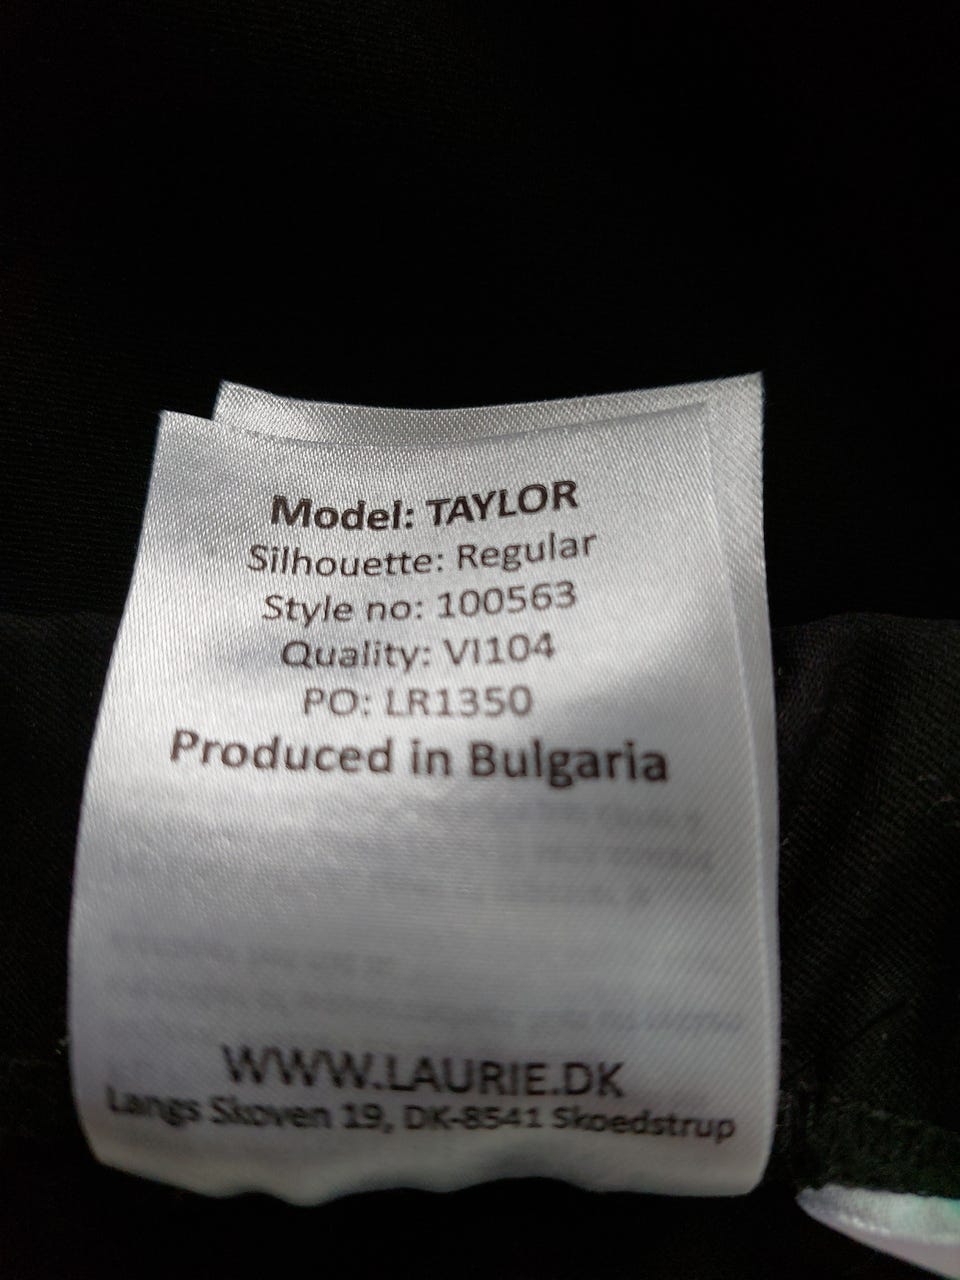 Model: TAYLOR
Silhouette: Regular
Style no: 100563
Quality: VI104
PO: LR1350
Produced in Bulgaria
WWW.LAURIE.DK
Langs Skoven 19, DK-8541 Skoedstrup